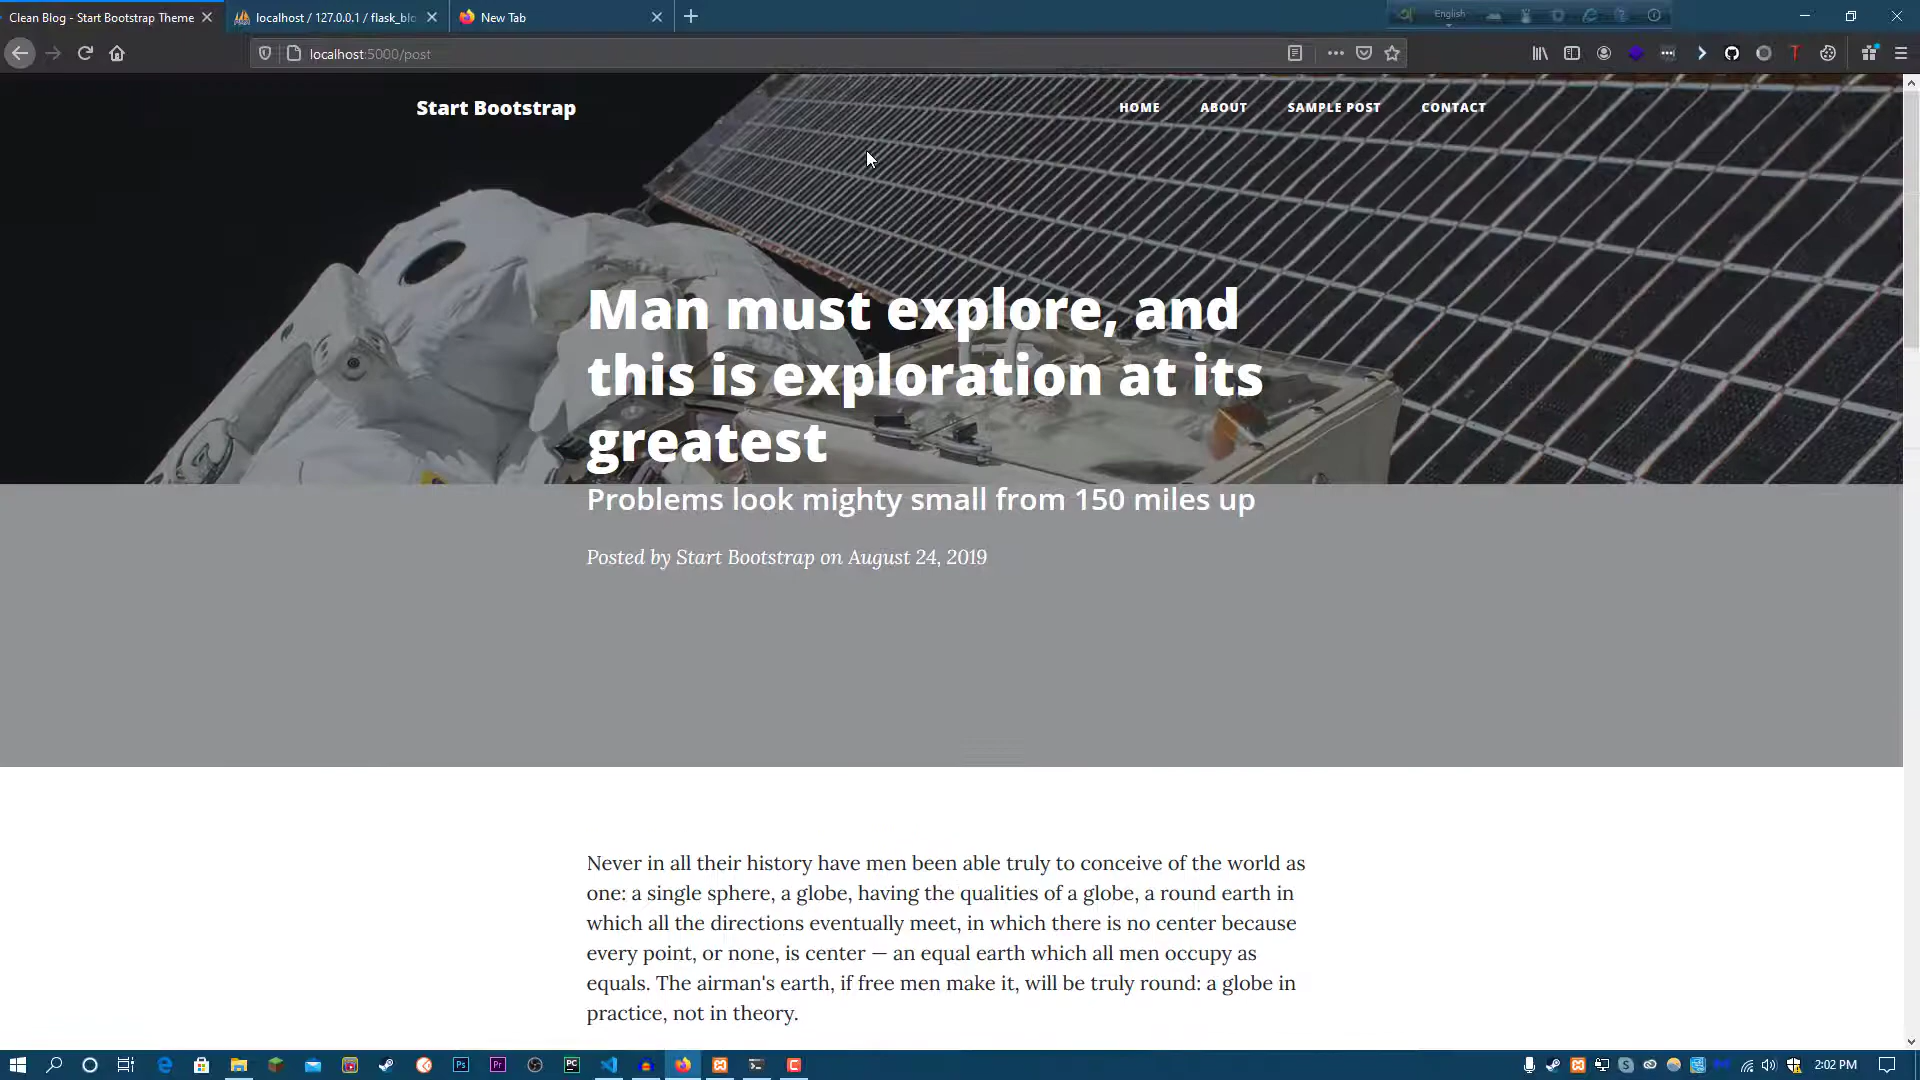 Clean Blog - Start Bootstrap Theme
localhost / 127.0.0.1 / flask_blo
New Tab
English
localhost:5000/post
Start Bootstrap
HOME
ABOUT
SAMPLE POST
CONTACT
Man must explore, and
this is exploration at its
greatest
Problems look mighty small from 150 miles up
Posted by Start Bootstrap on August 24, 2019
Never in all their history have men been able truly to conceive of the world as
one: a single sphere, a globe, having the qualities of a globe, a round earth in
which all the directions eventually meet, in which there is no center because
every point, or none, is center — an equal earth which all men occupy as
equals. The airman's earth, if free men make it, will be truly round: a globe in
practice, not in theory.
2:02 PM